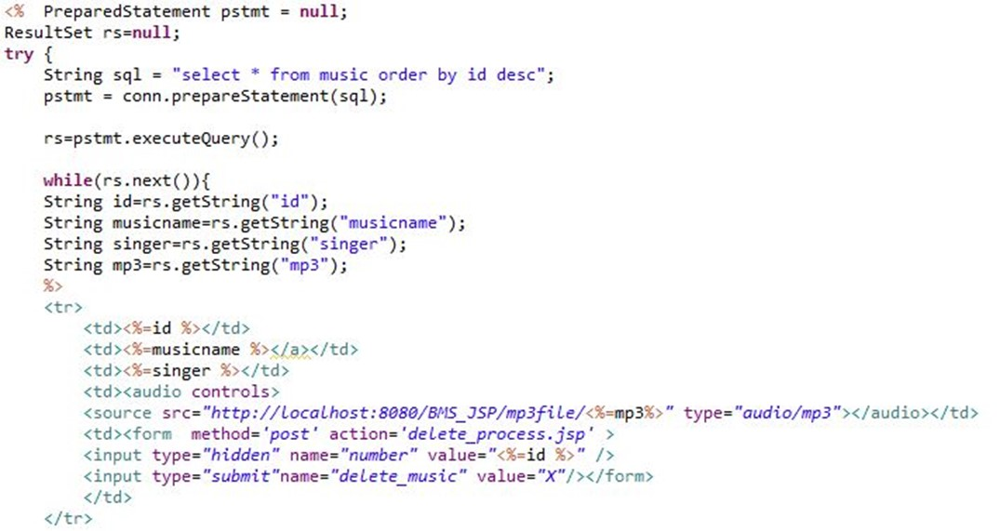 <%  PreparedStatement pstmt = null;
ResultSet rs=null;
try {
    String sql = "select * from music order by id desc";
    pstmt = conn.prepareStatement(sql);

    rs=pstmt.executeQuery();

    while(rs.next()){
    String id=rs.getString("id");
    String musicname=rs.getString("musicname");
    String singer=rs.getString("singer");
    String mp3=rs.getString("mp3");
    %>
    <tr>
        <td><%=id %></td>
        <td><%=musicname %></a></td>
        <td><%=singer %></td>
        <td><audio controls>
        <source src="http://localhost:8080/BMS_JSP/mp3file/<%=mp3%>" type="audio/mp3"></audio></td>
        <td><form  method='post' action='delete_process.jsp' >
        <input type="hidden" name="number" value="<%=id %>" />
        <input type="submit"name="delete_music" value="X"/></form>
        </td>
    </tr>